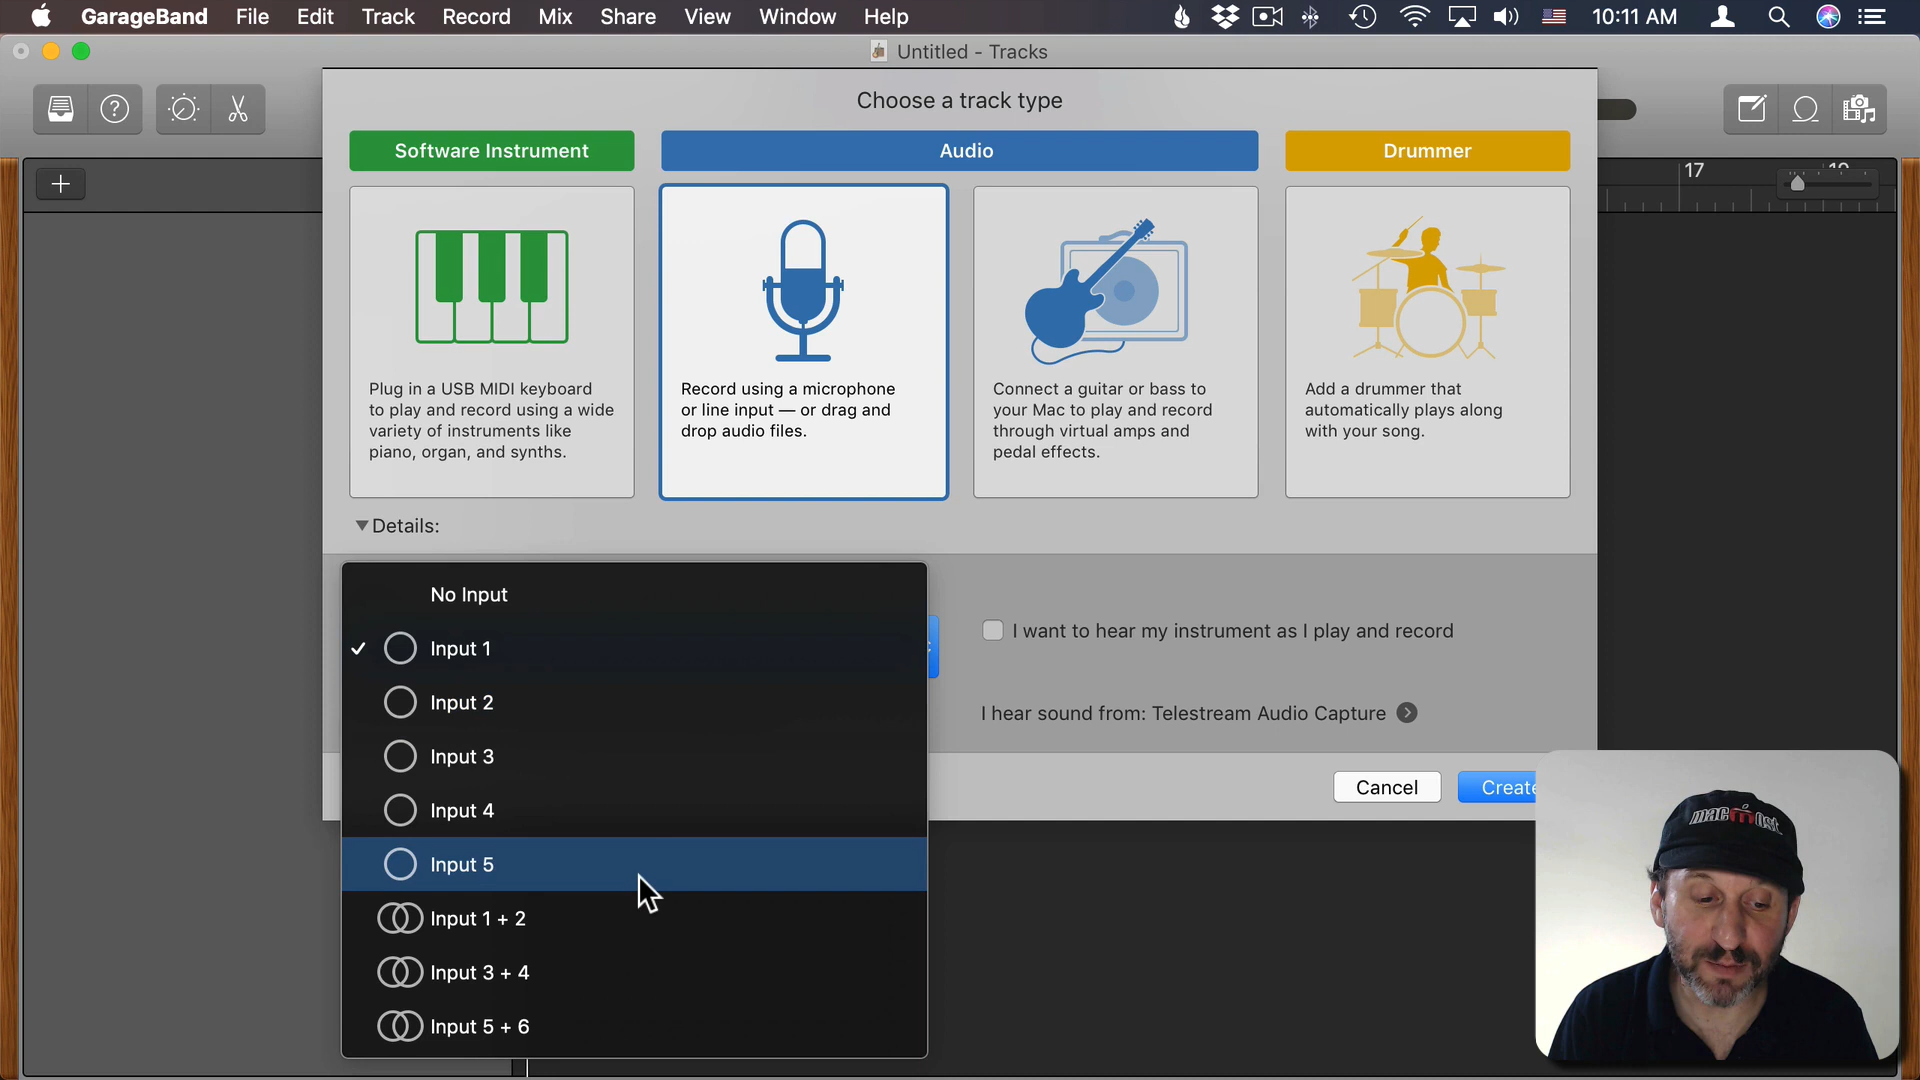 GarageBand File Edit Track Record Mix Share View Window Help 10:11 AM
Untitled - Tracks
Choose a track type
Software Instrument Audio Drummer
17
Plug in a USB MIDI keyboard
to play and record using a wide
variety of instruments like
piano, organ, and synths.
Record using a microphone
or line input — or drag and
drop audio files.
Connect a guitar or bass to
your Mac to play and record
through virtual amps and
pedal effects.
Add a drummer that
automatically plays along
with your song.
Details:
No Input
Input 1
Input 2
Input 3
Input 4
Input 5
Input 1 + 2
Input 3 + 4
Input 5 + 6
I want to hear my instrument as I play and record
I hear sound from: Telestream Audio Capture
Cancel Create
macmost